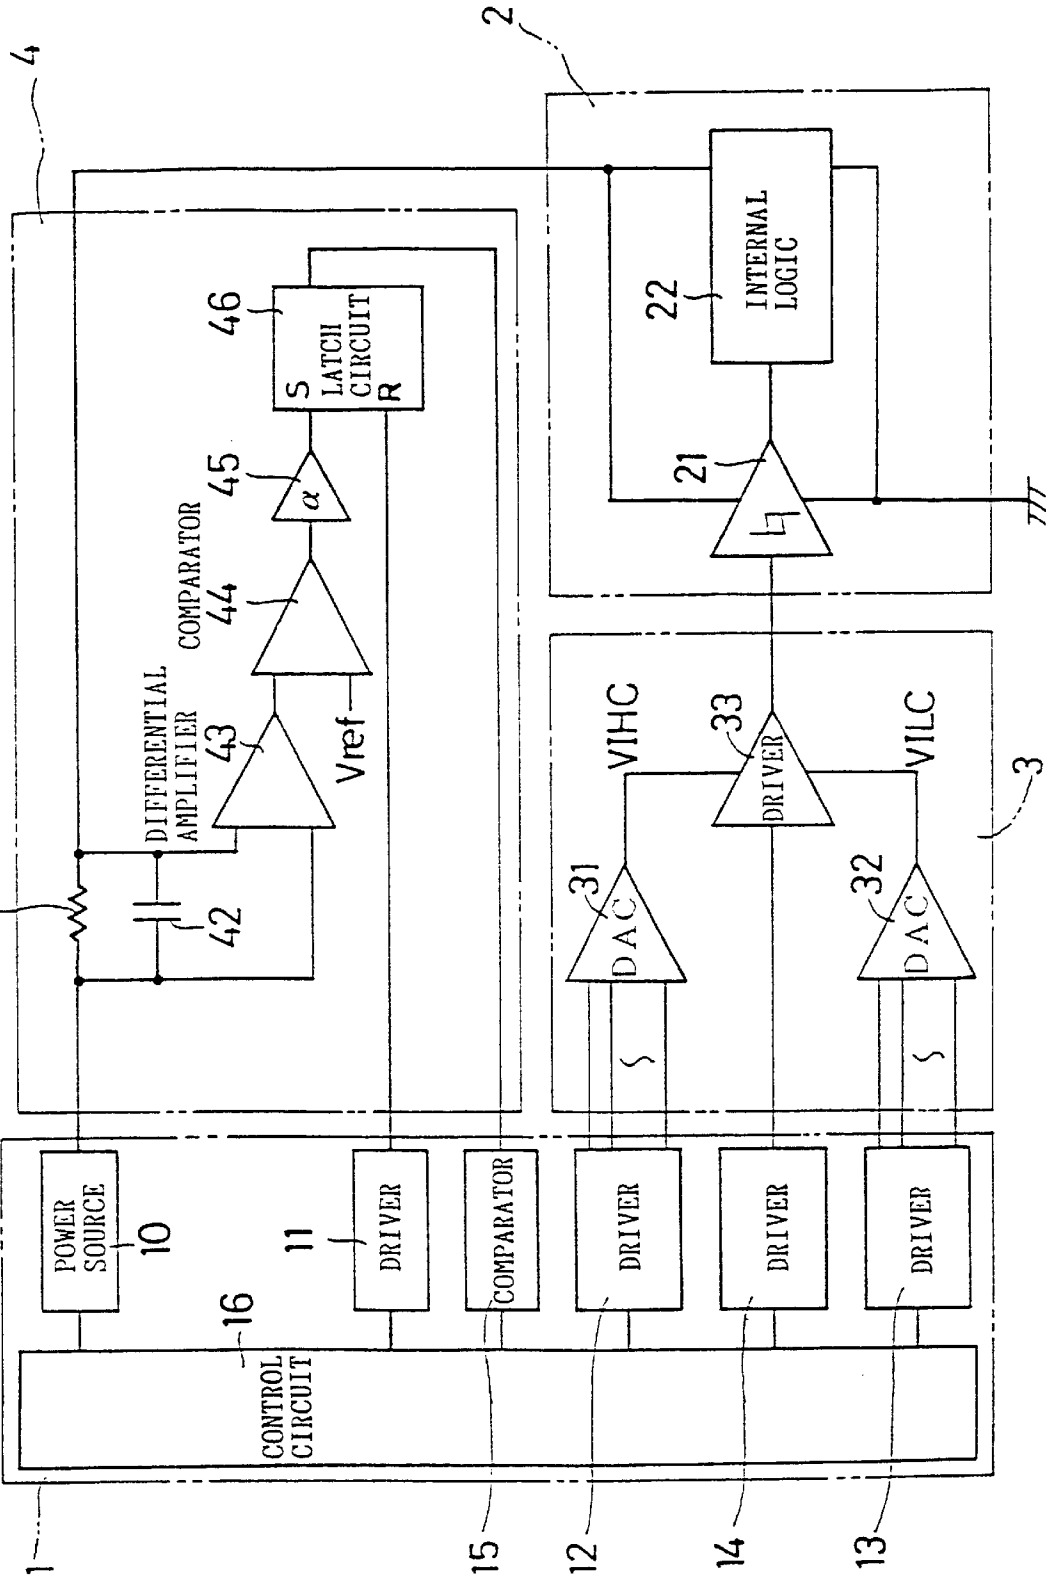 1
CONTROL
CIRCUIT
16
POWER
SOURCE
10
11
DRIVER
COMPARATOR
15
DRIVER
12
DRIVER
14
DRIVER
13
4
42
DIFFERENTIAL
AMPLIFIER
43
COMPARATOR
44
Vref
45
α
46
S
LATCH
CIRCUIT
R
3
DAC
31
VIHC
DRIVER
33
DAC
32
VILC
2
21
22
INTERNAL
LOGIC